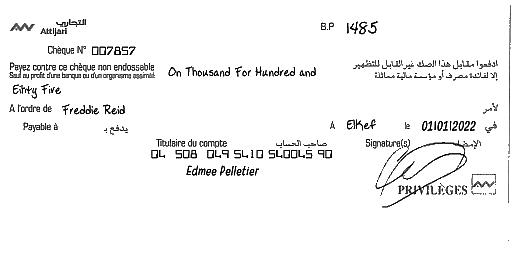 التجاري
Attijari
B.P 1485
Chèque N° 007857
Payez contre ce chèque non endossable
Sauf au profit d'une banque ou d'un organisme assimilé
On Thousand For Hundred and
ادفعوا مقابل هذا الصك غير القابل للتظهير
إلا لفائدة مصرف أو مؤسسة مالية مماثلة
Eihty Five
A l'ordre de Freddie Reid
لأمر
Payable à يدفع بـ
A ElKef le 01/01/2022 في
Titulaire du compte صاحب الحساب
Signature(s) الإمضاء
04 508 049 5410 540045 90
Edmee Pelletier
PRIVILÈGES